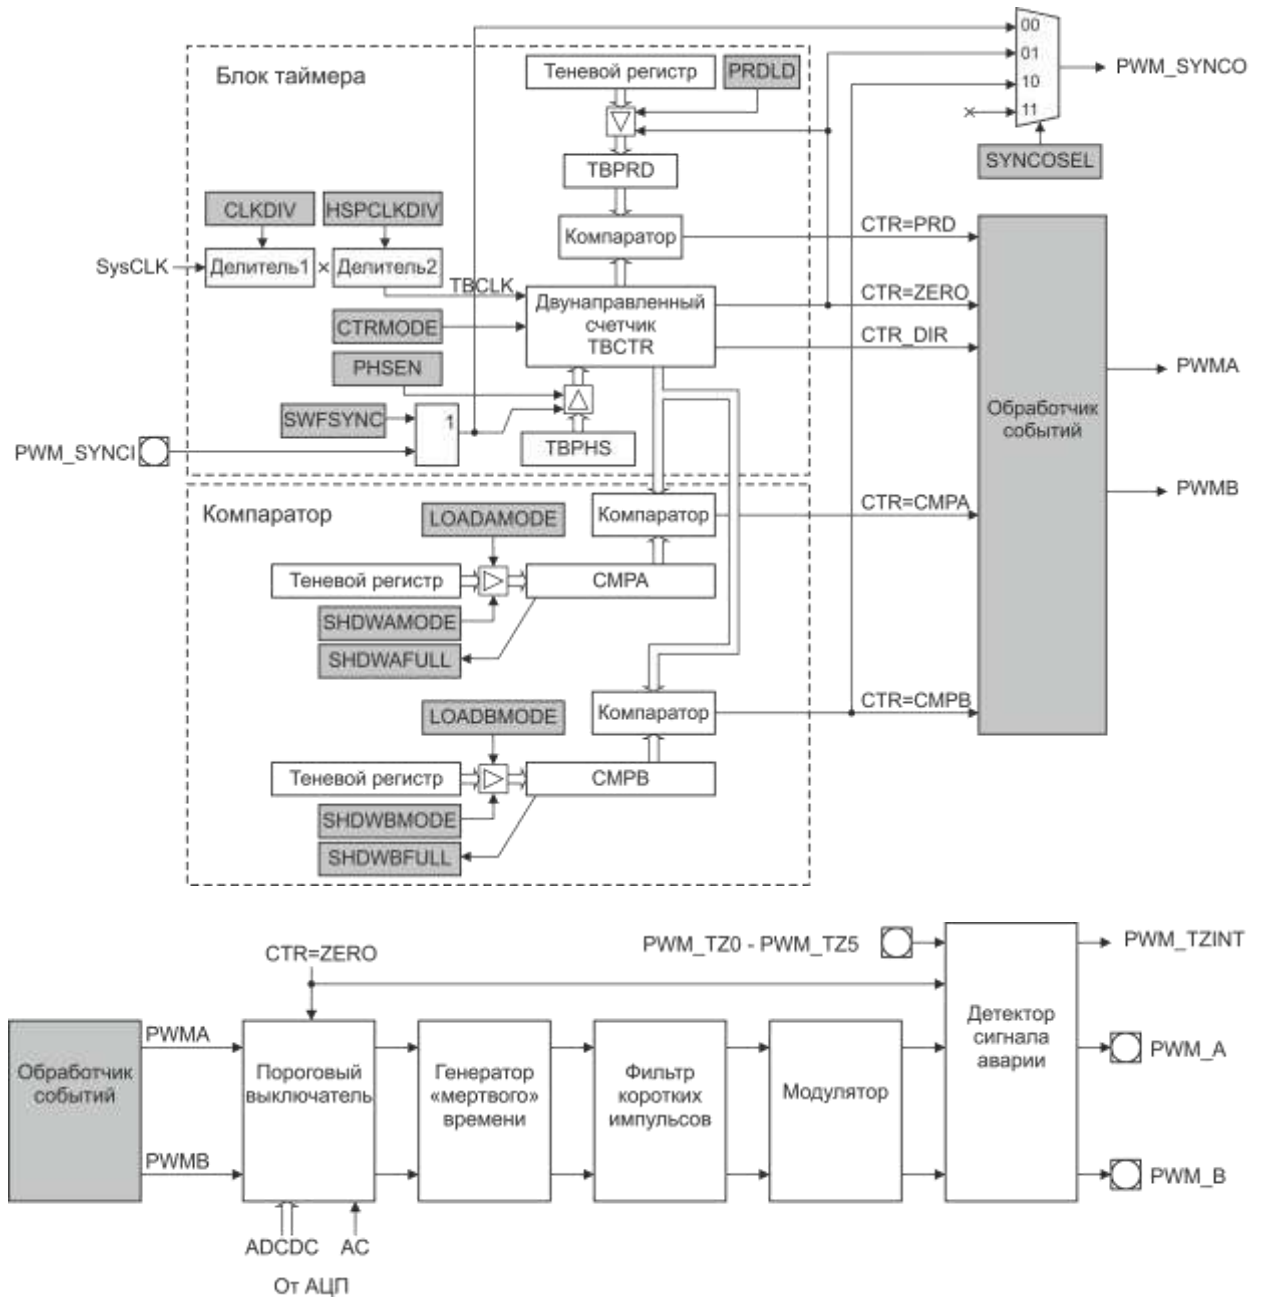 00
01
10
11
PWM_SYNCO
SYNCOSEL
Блок таймера
Теневой регистр
PRDLD
TBPRD
Компаратор
CTR=PRD
CLKDIV
HSPCLKDIV
SysCLK
Делитель1
×
Делитель2
TBCLK
Двунаправленный
счетчик
TBCTR
CTR=ZERO
CTR_DIR
CTRMODE
PHSEN
SWFSYNC
1
TBPHS
PWM_SYNCI
Обработчик
событий
PWMA
PWMB
Компаратор
LOADAMODE
Компаратор
CTR=CMPA
Теневой регистр
CMPA
SHDWAMODE
SHDWAFULL
LOADBMODE
Компаратор
CTR=CMPB
Теневой регистр
CMPB
SHDWBMODE
SHDWBFULL
CTR=ZERO
PWM_TZ0 - PWM_TZ5
PWM_TZINT
Обработчик
событий
PWMA
PWMB
Пороговый
выключатель
Генератор
«мертвого»
времени
Фильтр
коротких
импульсов
Модулятор
Детектор
сигнала
аварии
PWM_A
PWM_B
ADCDC
AC
От АЦП